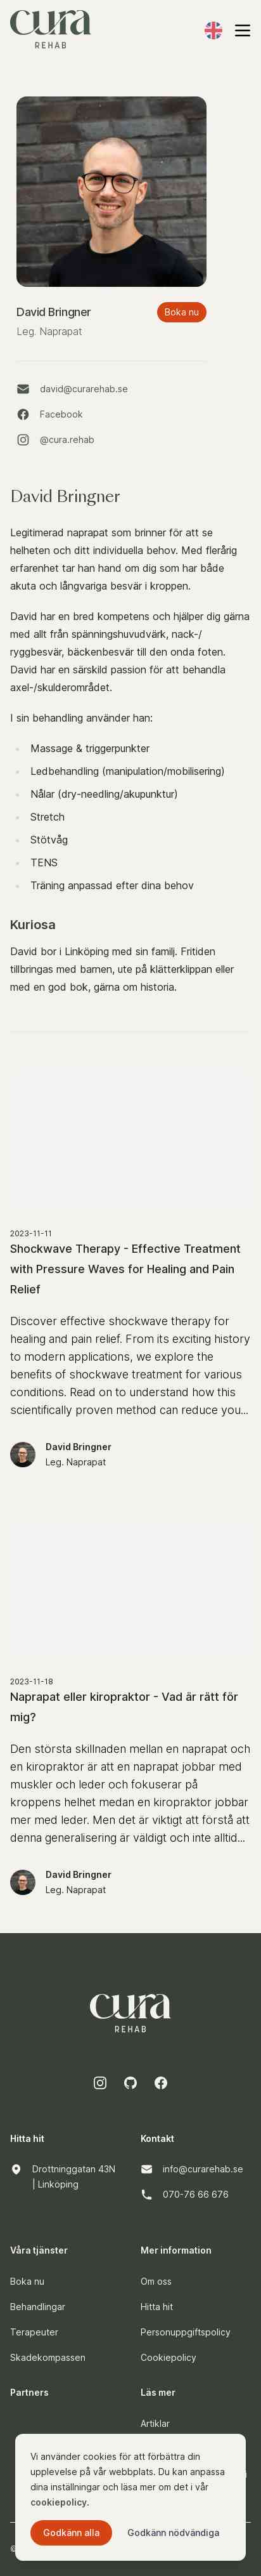 cura
REHAB
David Bringner
Boka nu
Leg. Naprapat
david@curarehab.se
Facebook
@cura.rehab
David Bringner
Legitimerad naprapat som brinner för att se
helheten och ditt individuella behov. Med flerårig
erfarenhet tar han hand om dig som har både
akuta och långvariga besvär i kroppen.
David har en bred kompetens och hjälper dig gärna
med allt från spänningshuvudvärk, nack-/
ryggbesvär, bäckenbesvär till den onda foten.
David har en särskild passion för att behandla
axel-/skulderområdet.
I sin behandling använder han:
Massage & triggerpunkter
Ledbehandling (manipulation/mobilisering)
Nålar (dry-needling/akupunktur)
Stretch
Stötvåg
TENS
Träning anpassad efter dina behov
Kuriosa
David bor i Linköping med sin familj. Fritiden
tillbringas med barnen, ute på klätterklippan eller
med en god bok, gärna om historia.
2023-11-11
Shockwave Therapy - Effective Treatment
with Pressure Waves for Healing and Pain
Relief
Discover effective shockwave therapy for
healing and pain relief. From its exciting history
to modern applications, we explore the
benefits of shockwave treatment for various
conditions. Read on to understand how this
scientifically proven method can reduce you...
David Bringner
Leg. Naprapat
2023-11-18
Naprapat eller kiropraktor - Vad är rätt för
mig?
Den största skillnaden mellan en naprapat och
en kiropraktor är att en naprapat jobbar med
muskler och leder och fokuserar på
kroppens helhet medan en kiropraktor jobbar
mer med leder. Men det är viktigt att förstå att
denna generalisering är väldigt och inte alltid...
David Bringner
Leg. Naprapat
cura
REHAB
Hitta hit
Kontakt
Drottninggatan 43N
| Linköping
info@curarehab.se
070-76 66 676
Våra tjänster
Mer information
Boka nu
Om oss
Behandlingar
Hitta hit
Terapeuter
Personuppgiftspolicy
Skadekompassen
Cookiepolicy
Partners
Läs mer
Artiklar
Vi använder cookies för att förbättra din
upplevelse på vår webbplats. Du kan anpassa
dina inställningar och läsa mer om det i vår
cookiepolicy.
Godkänn alla
Godkänn nödvändiga